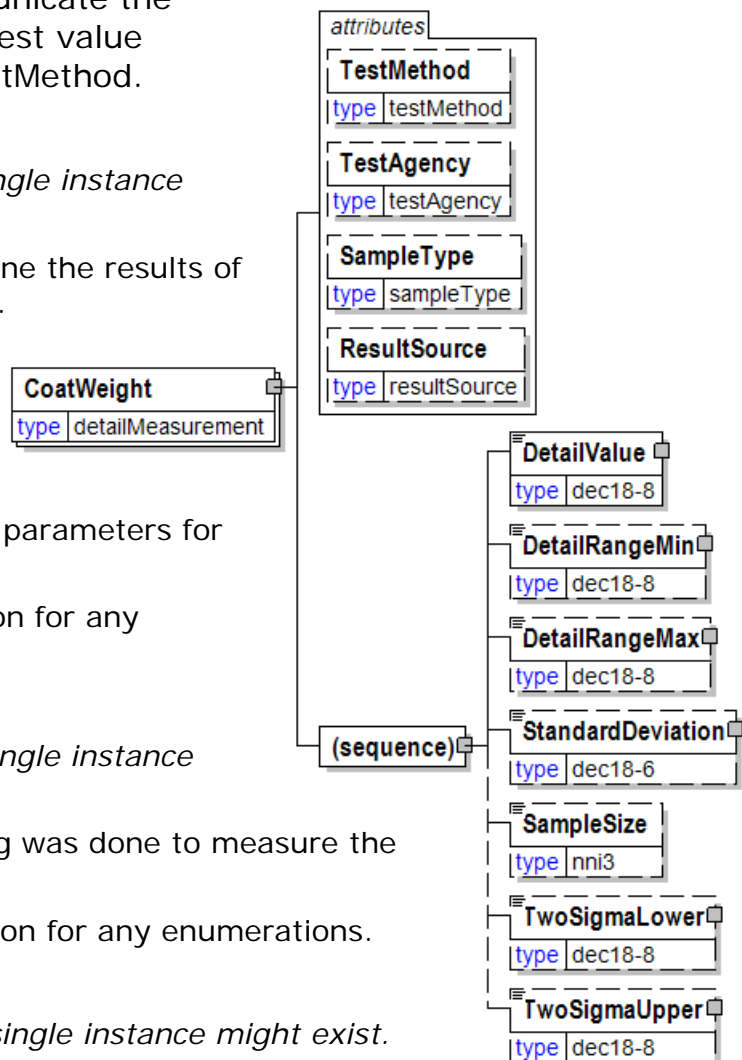 unicate the
est value
tMethod.
ngle instance
ne the results of
.
parameters for
on for any
ngle instance
g was done to measure the
on for any enumerations.
single instance might exist.
CoatWeight
type detailMeasurement
attributes
TestMethod
type testMethod
TestAgency
type testAgency
SampleType
type sampleType
ResultSource
type resultSource
(sequence)
DetailValue
type dec18-8
DetailRangeMin
type dec18-8
DetailRangeMax
type dec18-8
StandardDeviation
type dec18-6
SampleSize
type nni3
TwoSigmaLower
type dec18-8
TwoSigmaUpper
type dec18-8